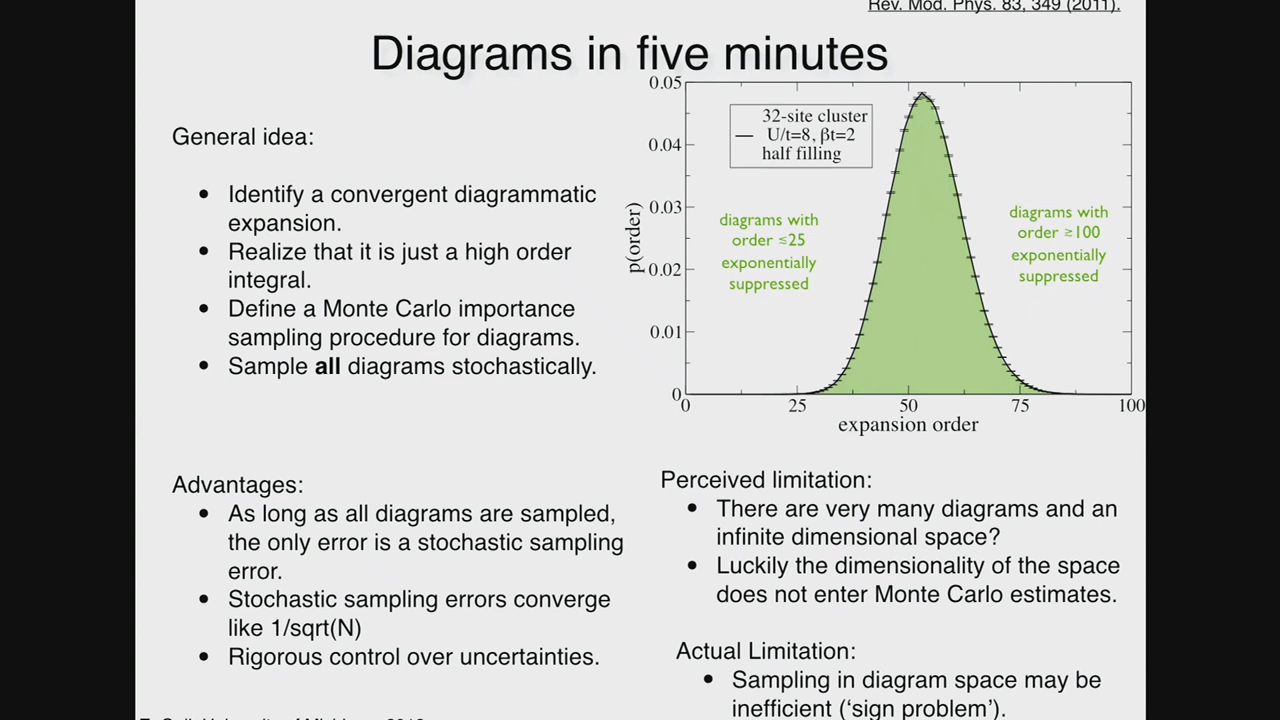 Rev. Mod. Phys. 83, 349 (2011).
Diagrams in five minutes
General idea:
• Identify a convergent diagrammatic
expansion.
• Realize that it is just a high order
integral.
• Define a Monte Carlo importance
sampling procedure for diagrams.
• Sample all diagrams stochastically.
0.05
0.04
0.03
0.02
0.01
0
p(order)
32-site cluster
U/t=8, βt=2
half filling
diagrams with
order ≤25
exponentially
suppressed
diagrams with
order ≥100
exponentially
suppressed
0 25 50 75 100
expansion order
Advantages:
• As long as all diagrams are sampled,
the only error is a stochastic sampling
error.
• Stochastic sampling errors converge
like 1/sqrt(N)
• Rigorous control over uncertainties.
Perceived limitation:
• There are very many diagrams and an
infinite dimensional space?
• Luckily the dimensionality of the space
does not enter Monte Carlo estimates.
Actual Limitation:
• Sampling in diagram space may be
inefficient (‘sign problem’).